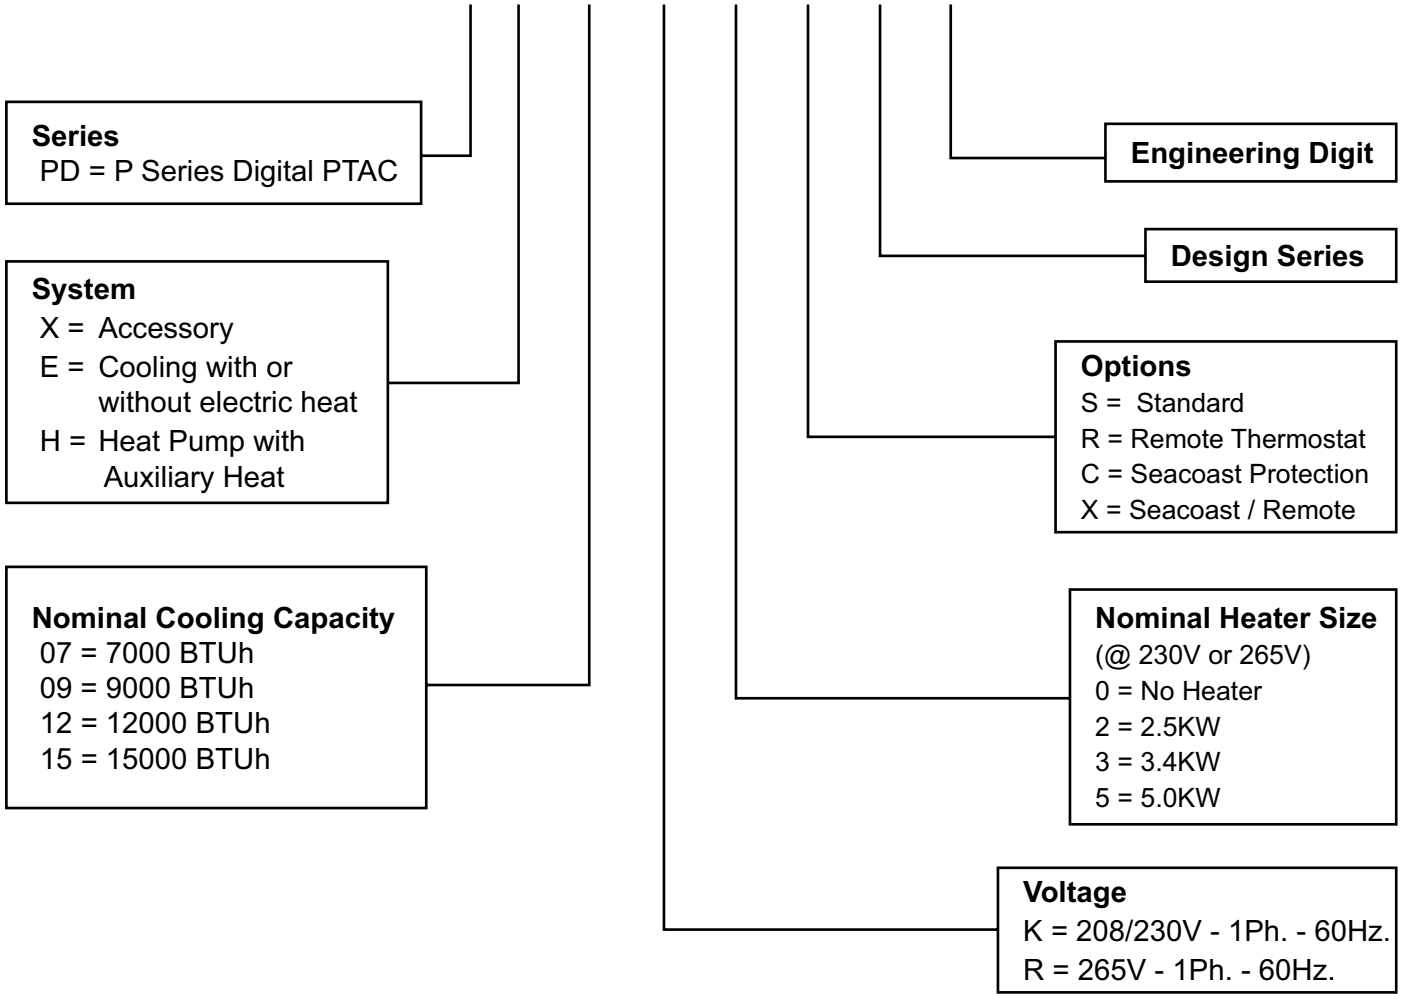 Series
PD = P Series Digital PTAC
System
X = Accessory
E = Cooling with or
without electric heat
H = Heat Pump with
Auxiliary Heat
Nominal Cooling Capacity
07 = 7000 BTUh
09 = 9000 BTUh
12 = 12000 BTUh
15 = 15000 BTUh
Engineering Digit
Design Series
Options
S = Standard
R = Remote Thermostat
C = Seacoast Protection
X = Seacoast / Remote
Nominal Heater Size
(@ 230V or 265V)
0 = No Heater
2 = 2.5KW
3 = 3.4KW
5 = 5.0KW
Voltage
K = 208/230V - 1Ph. - 60Hz.
R = 265V - 1Ph. - 60Hz.